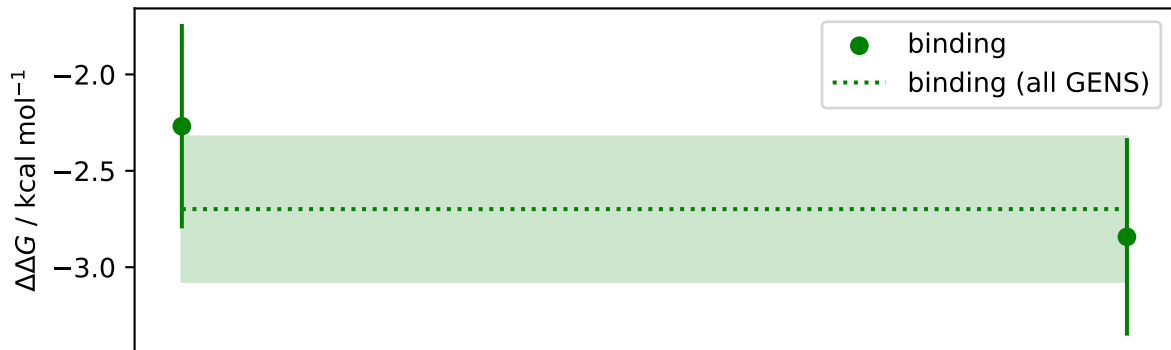 binding
binding (all GENS)
−2.0
−2.5
−3.0
ΔΔG / kcal mol⁻¹